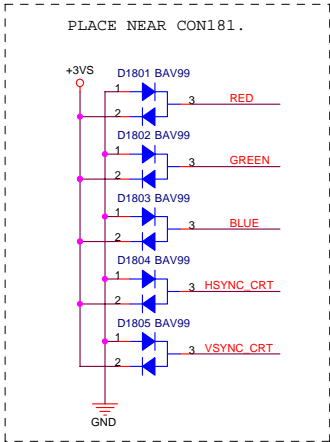 PLACE NEAR CON181.
+3VS
D1801 BAV99
1
3
RED
2
D1802 BAV99
1
3
GREEN
2
D1803 BAV99
1
3
BLUE
2
D1804 BAV99
1
3
HSYNC_CRT
2
D1805 BAV99
1
3
VSYNC_CRT
2
GND